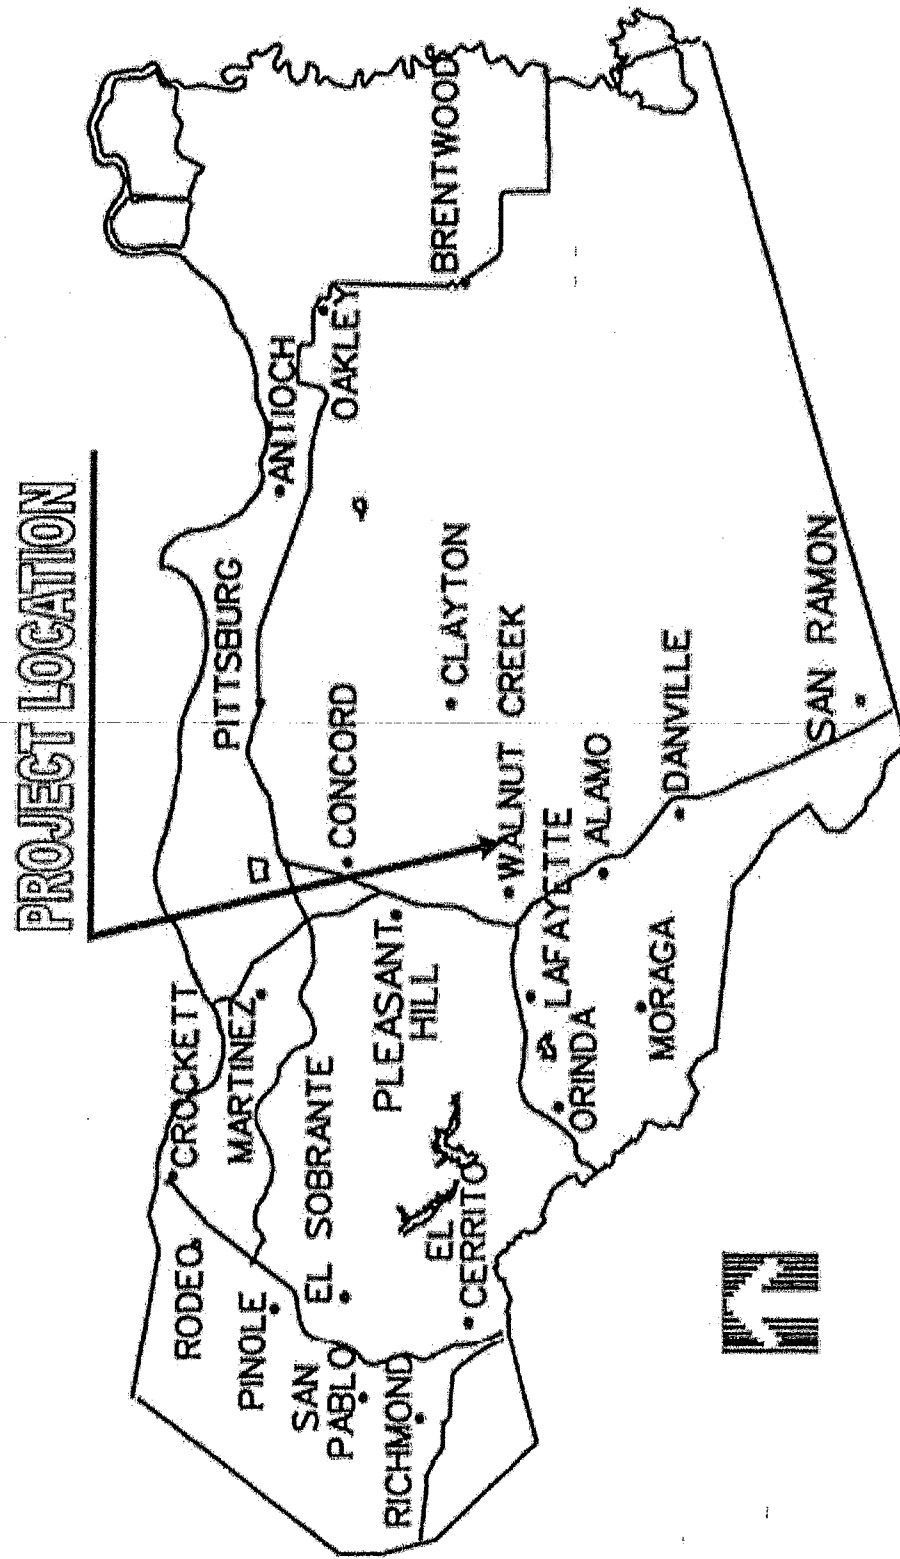 PROJECT LOCATION
CROCKETT
RODEO
MARTINEZ
PITTSBURG
ANTIOCH
PINOLE
OAKLEY
EL SOBRANTE
CONCORD
SAN
PABLO
PLEASANT
HILL
RICHMOND
BRENTWOOD
CLAYTON
EL
CERRITO
WALNUT CREEK
LAFAYETTE
ORINDA
ALAMO
MORAGA
DANVILLE
SAN RAMON